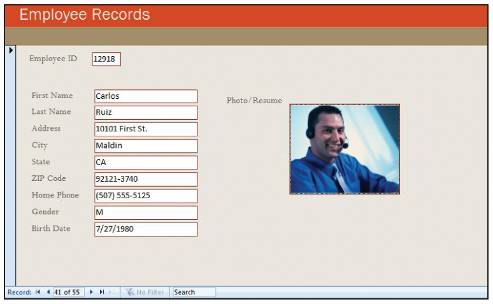 Employee Records
Employee ID 12918
First Name Carlos
Photo/Resume
Last Name Ruiz
Address 10101 First St.
City Maldin
State CA
ZIP Code 92121-3740
Home Phone (507) 555-5125
Gender M
Birth Date 7/27/1980
Record: 41 of 55 No Filter Search